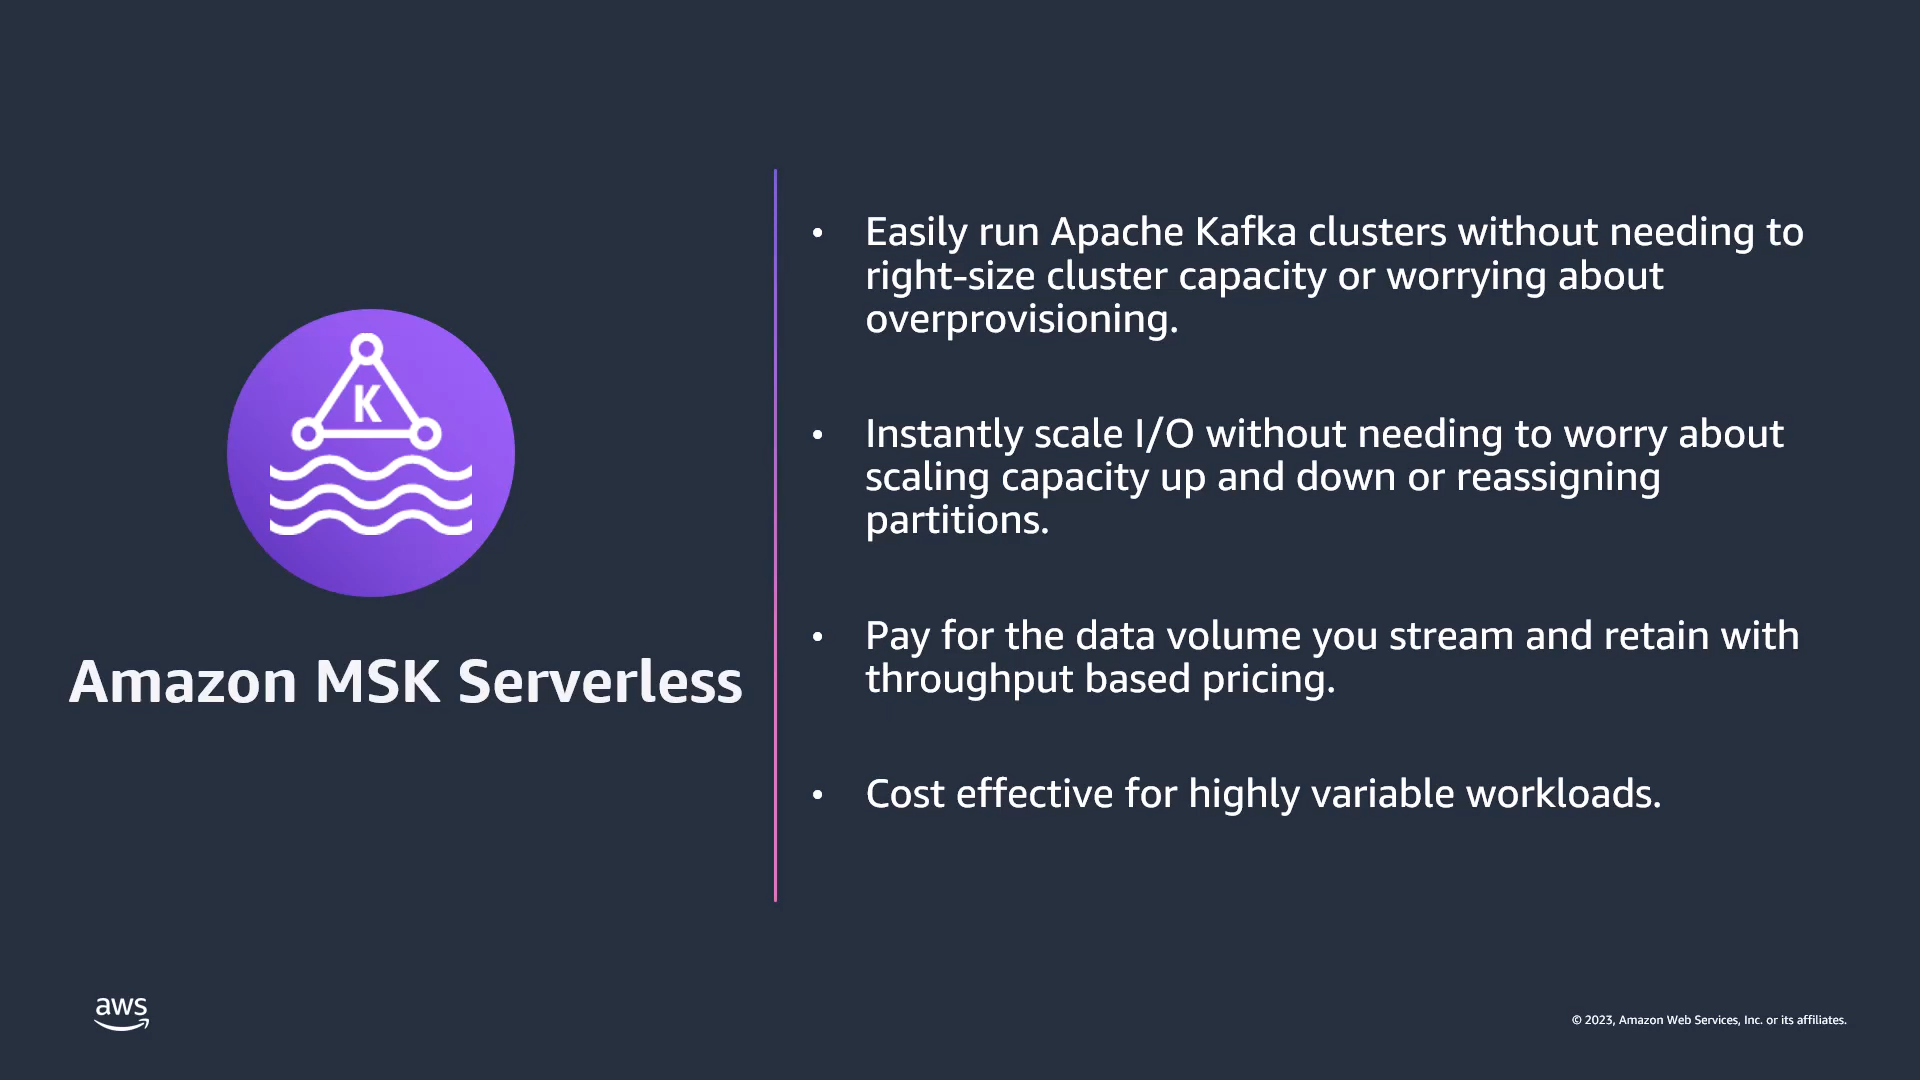 K
Amazon MSK Serverless
• Easily run Apache Kafka clusters without needing to
right-size cluster capacity or worrying about
overprovisioning.
• Instantly scale I/O without needing to worry about
scaling capacity up and down or reassigning
partitions.
• Pay for the data volume you stream and retain with
throughput based pricing.
• Cost effective for highly variable workloads.
aws
© 2023, Amazon Web Services, Inc. or its affiliates.